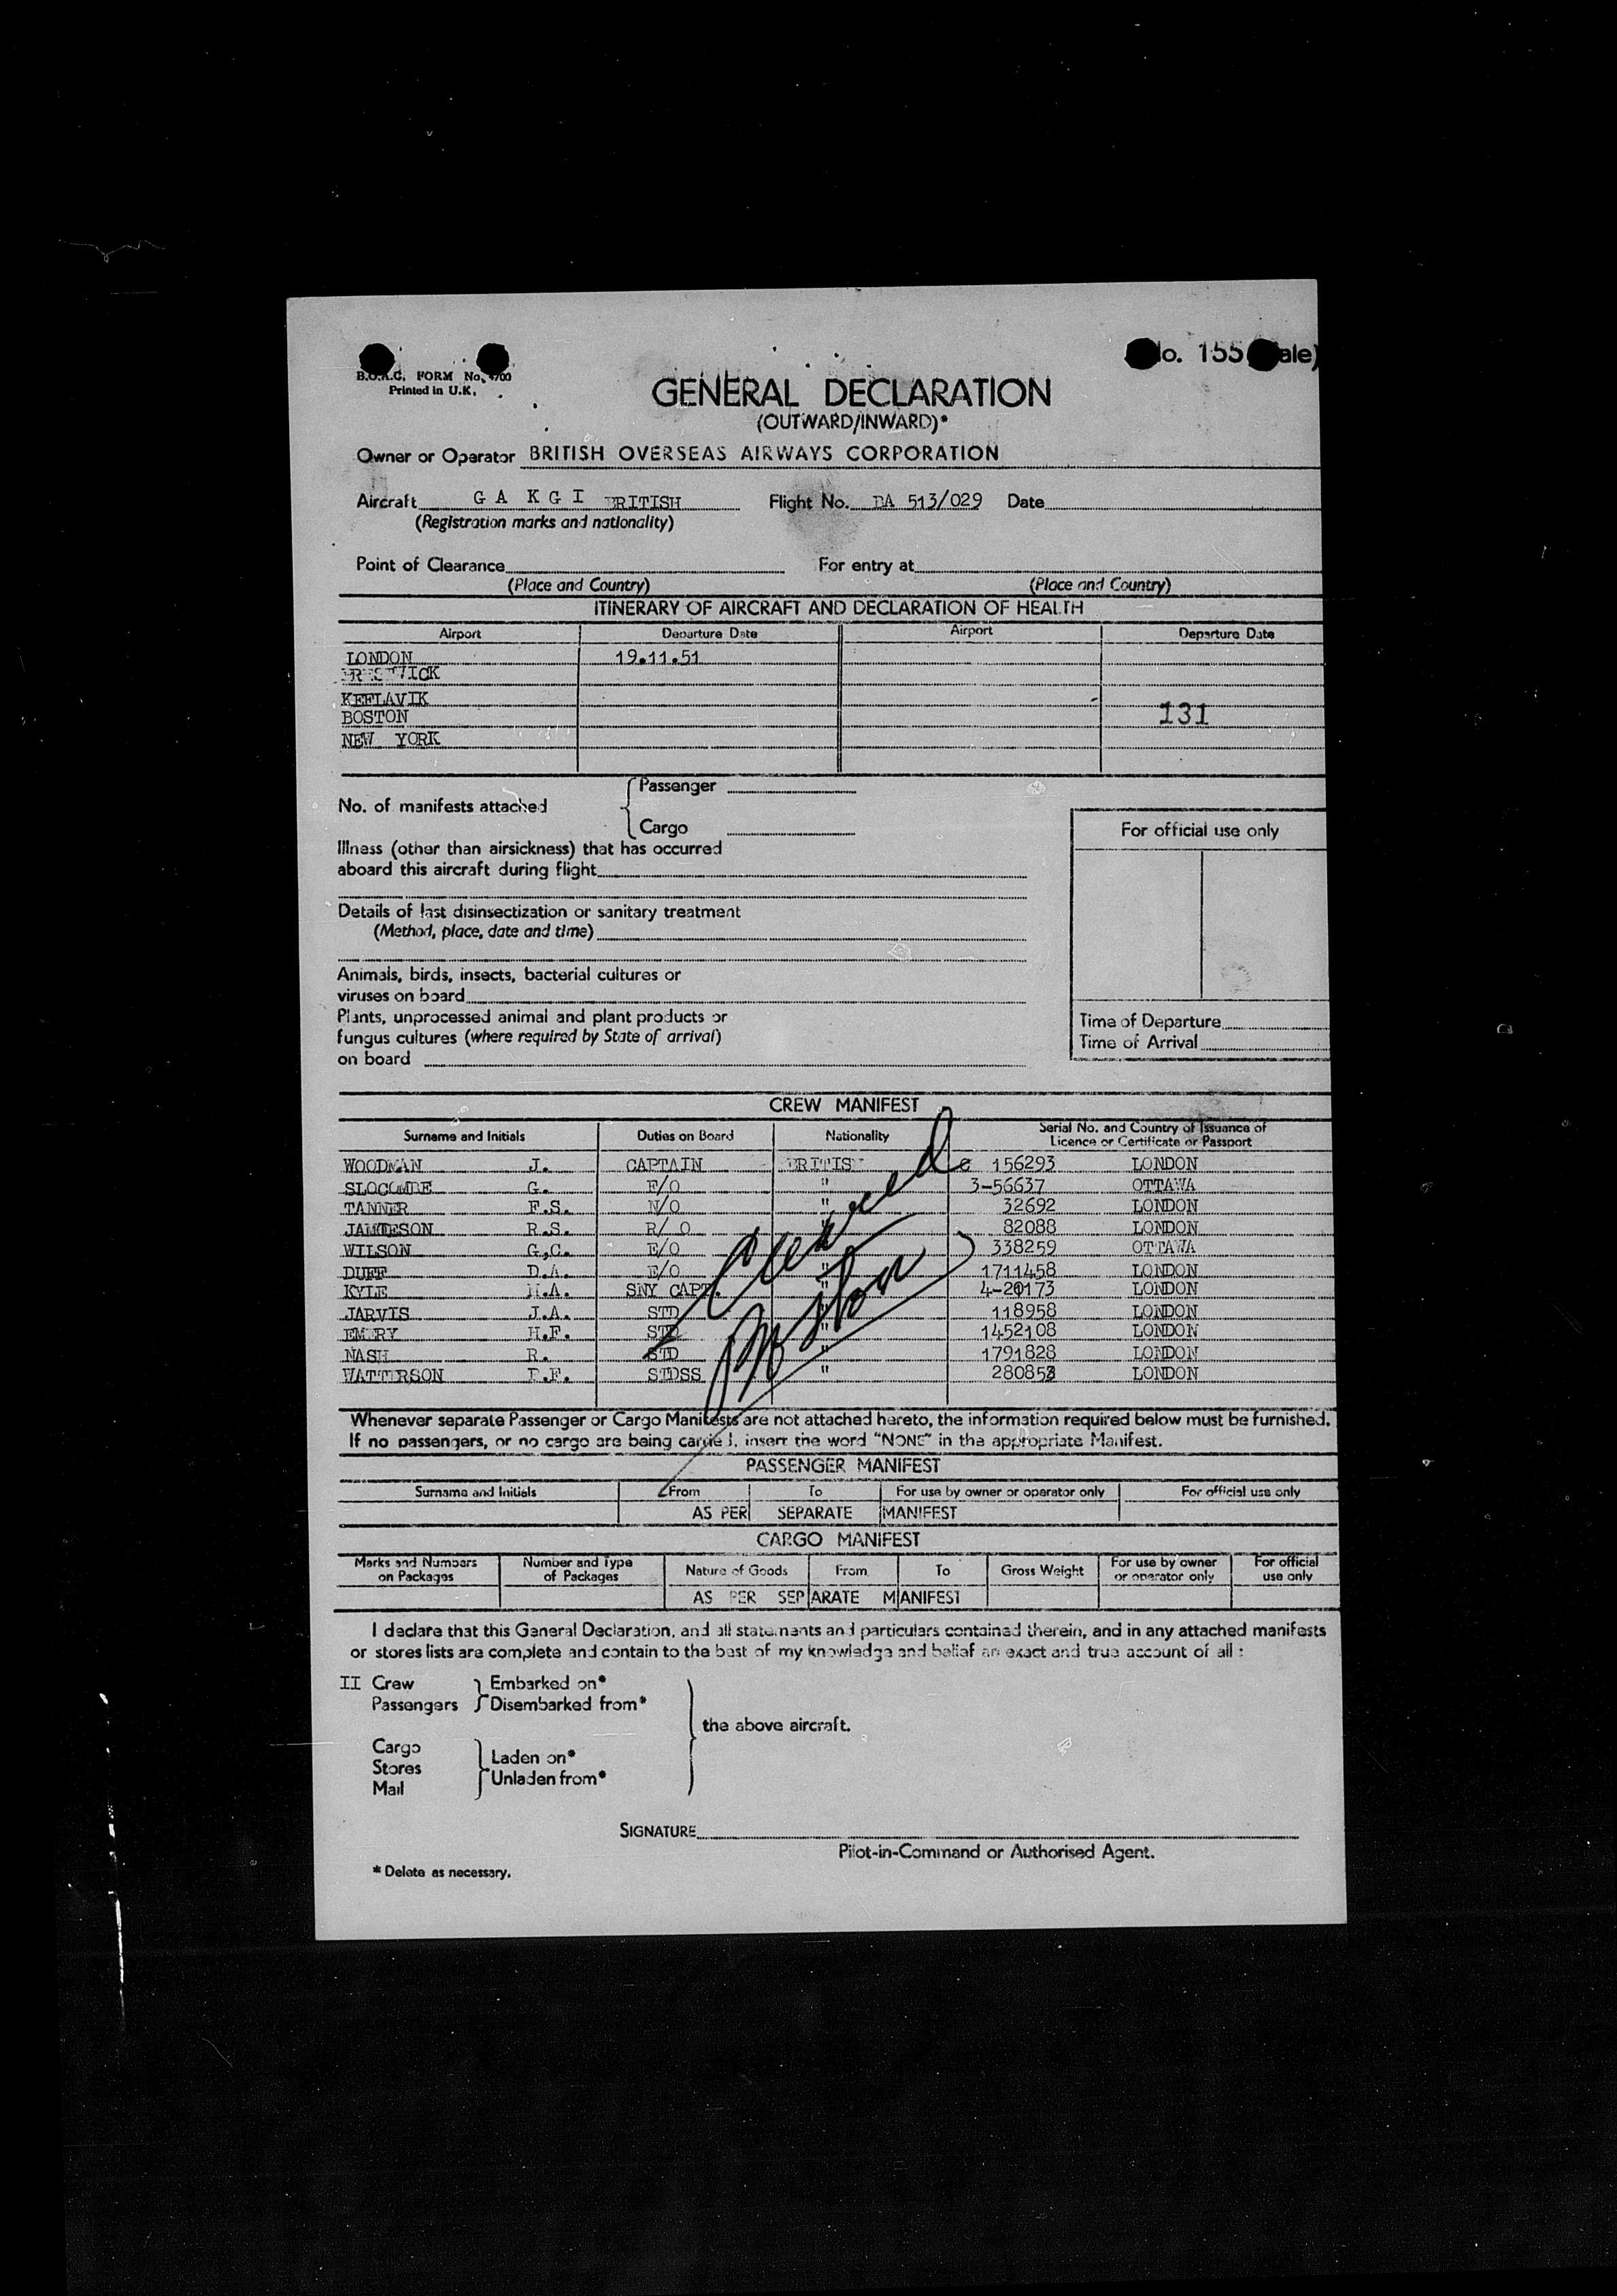 No. 155 (Sale)
B.O.A.C. FORM No. 4700
Printed in U.K.
GENERAL DECLARATION
(OUTWARD/INWARD)*
Owner or Operator BRITISH OVERSEAS AIRWAYS CORPORATION
Aircraft G A K G I BRITISH Flight No. BA 513/029 Date
(Registration marks and nationality)
Point of Clearance For entry at
(Place and Country) (Place and Country)
ITINERARY OF AIRCRAFT AND DECLARATION OF HEALTH
Airport Departure Date Airport Departure Date
LONDON 19.11.51
PRESTWICK
KEFLAVIK
BOSTON 131
NEW YORK
No. of manifests attached
Passenger
Cargo
For official use only
Illness (other than airsickness) that has occurred
aboard this aircraft during flight
Details of last disinsectization or sanitary treatment
(Method, place, date and time)
Animals, birds, insects, bacterial cultures or
viruses on board
Plants, unprocessed animal and plant products or
fungus cultures (where required by State of arrival)
on board
Time of Departure
Time of Arrival
CREW MANIFEST
Surname and Initials Duties on Board Nationality Serial No. and Country of Issuance of
Licence or Certificate or Passport
WOODMAN J. CAPTAIN BRITISH 156293 LONDON
SLOCOMBE G. F/O " 3-56637 OTTAWA
TANNER F.S. N/O " 32692 LONDON
JAMIESON R.S. R/ O 82088 LONDON
WILSON G.C. E/O 338259 OTTAWA
DUFF D.A. E/O " 1711458 LONDON
KYLE .A. SNY CAPT. " 4-20173 LONDON
JARVIS J.A. STD 118958 LONDON
EMERY H.F. STD " 1452108 LONDON
NASH R. STD " 1791828 LONDON
WATTERSON .F. STDSS " 280853 LONDON
Cleared
Whenever separate Passenger or Cargo Manifests are not attached hereto, the information required below must be furnished.
If no passengers, or no cargo are being carried, insert the word "NONE" in the appropriate Manifest.
PASSENGER MANIFEST
Surname and Initials From To For use by owner or operator only For official use only
AS PER SEPARATE MANIFEST
CARGO MANIFEST
Marks and Numbers on Packages Number and Type of Packages Nature of Goods From To Gross Weight For use by owner or operator only For official use only
AS PER SEPARATE MANIFEST
I declare that this General Declaration, and all statements and particulars contained therein, and in any attached manifests
or stores lists are complete and contain to the best of my knowledge and belief an exact and true account of all :
II Crew Embarked on*
Passengers Disembarked from*
the above aircraft.
Cargo
Stores Laden on*
Mail Unladen from*
SIGNATURE
Pilot-in-Command or Authorised Agent.
* Delete as necessary.